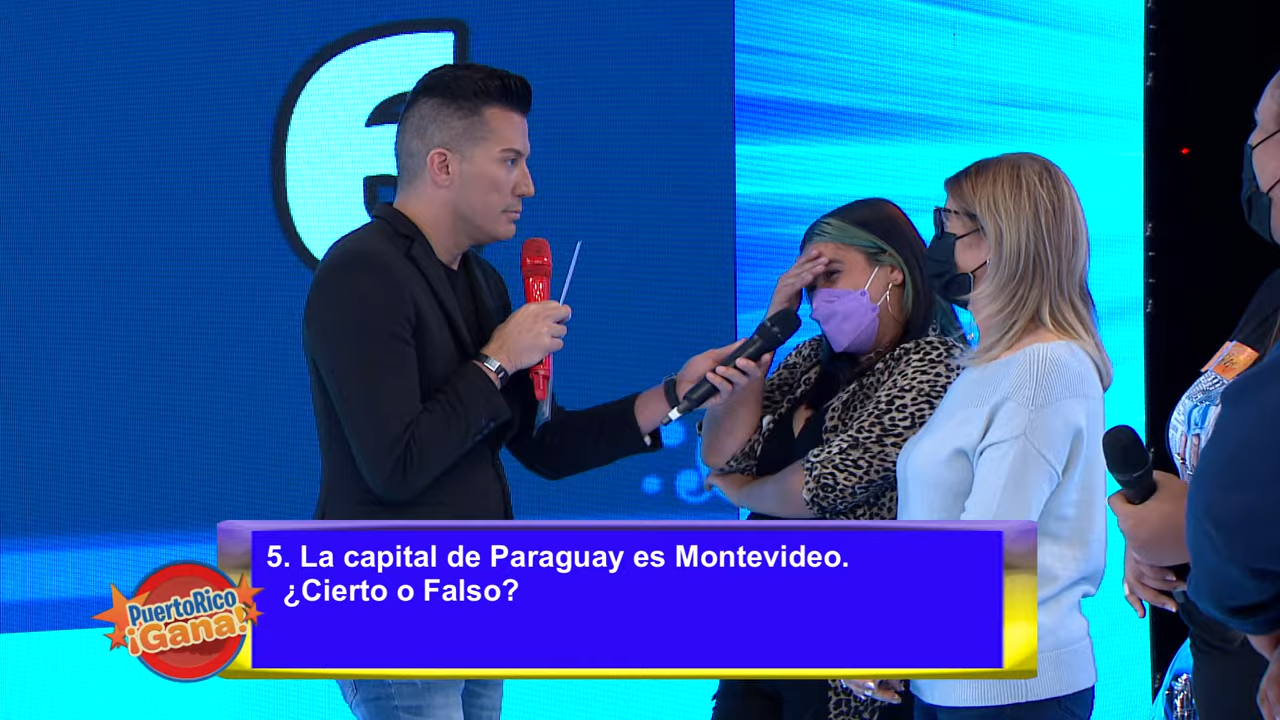 5. La capital de Paraguay es Montevideo.
¿Cierto o Falso?
PuertoRico
¡Gana!